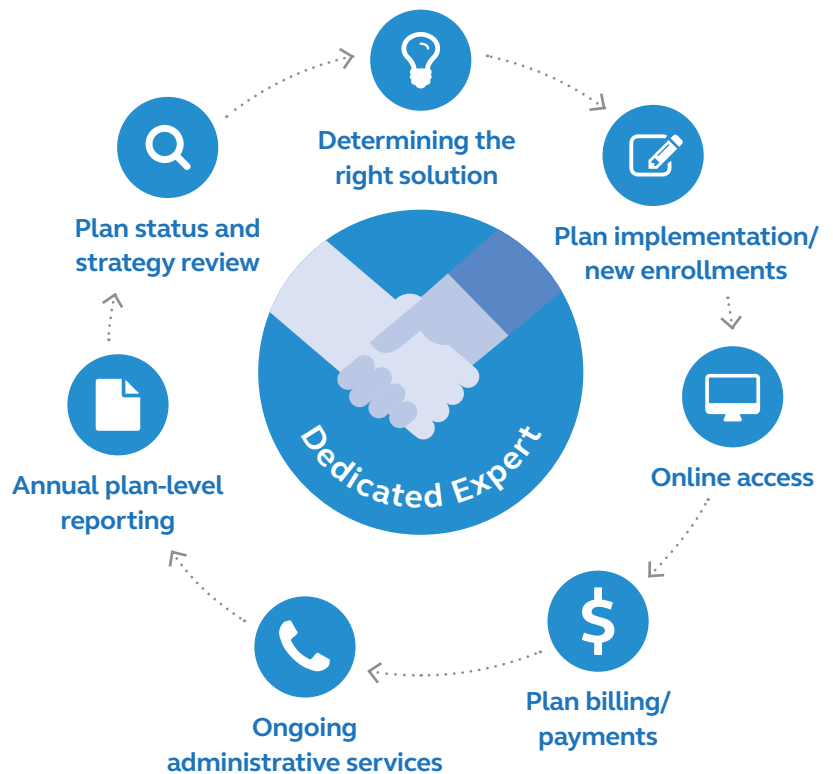 Determining the
right solution
Plan implementation/
new enrollments
Online access
Plan billing/
payments
Ongoing
administrative services
Annual plan-level
reporting
Plan status and
strategy review
Dedicated Expert
$